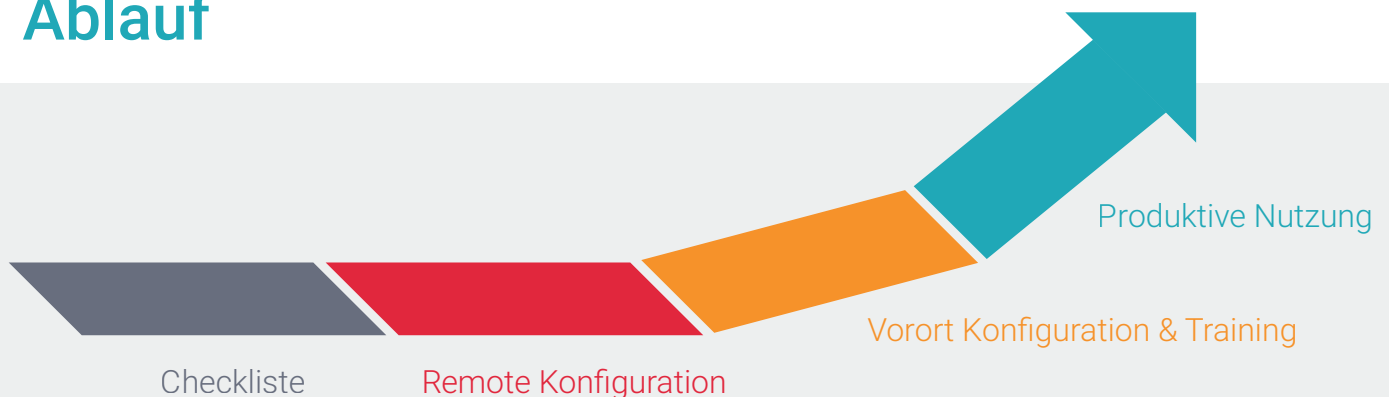 Ablauf
Produktive Nutzung
Vorort Konfiguration & Training
Checkliste
Remote Konfiguration